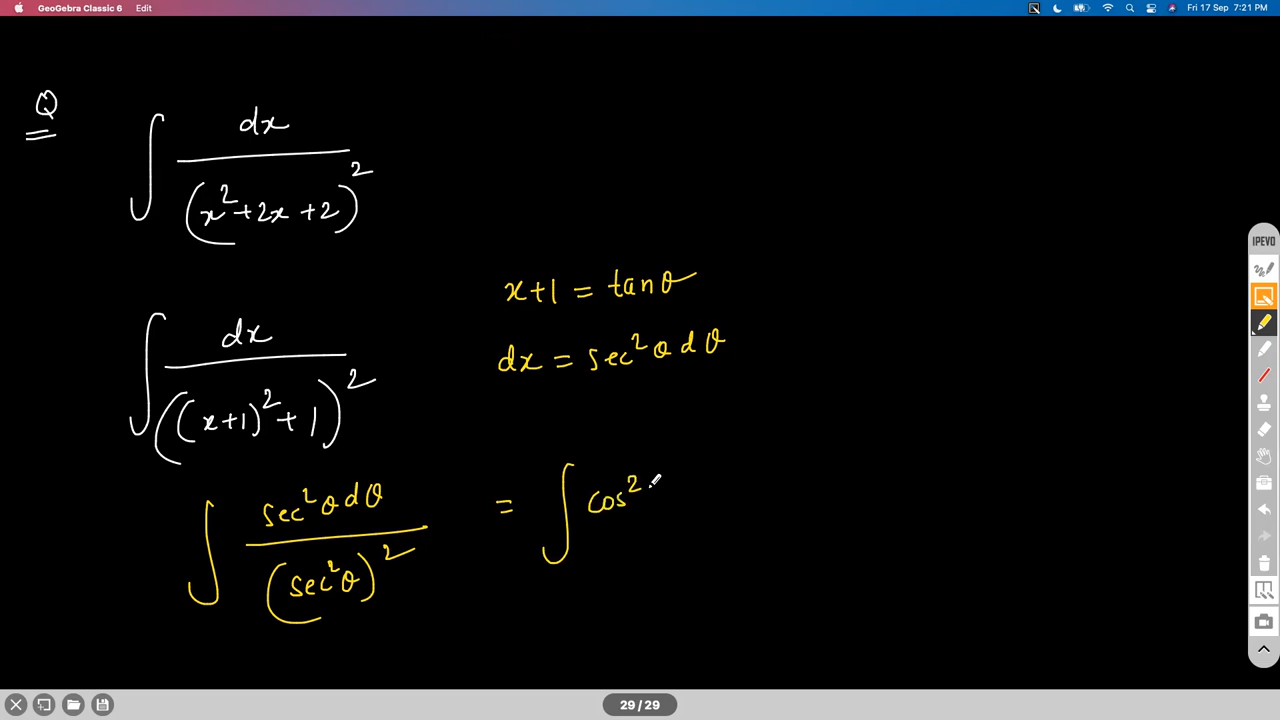 GeoGebra Classic 6 Edit Fri 17 Sep 7:21 PM
Q ∫ dx / (x²+2x+2)²
x+1 = tanθ
dx = sec²θ dθ
∫ dx / ((x+1)²+1)²
∫ sec²θ dθ / (sec²θ)² = ∫ cos²
IPEVO
29 / 29